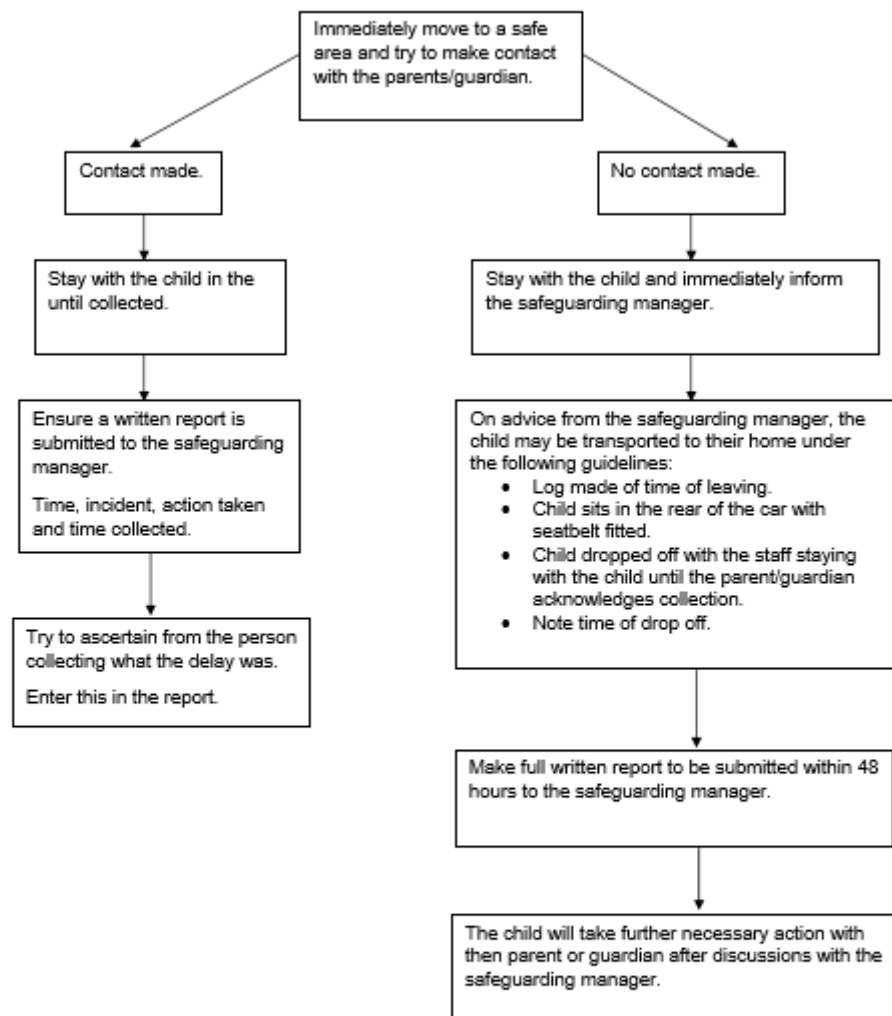 Immediately move to a safe
area and try to make contact
with the parents/guardian.
Contact made.
No contact made.
Stay with the child in the
until collected.
Stay with the child and immediately inform
the safeguarding manager.
Ensure a written report is
submitted to the safeguarding
manager.
Time, incident, action taken
and time collected.
On advice from the safeguarding manager, the
child may be transported to their home under
the following guidelines:
• Log made of time of leaving.
• Child sits in the rear of the car with
seatbelt fitted.
• Child dropped off with the staff staying
with the child until the parent/guardian
acknowledges collection.
• Note time of drop off.
Try to ascertain from the person
collecting what the delay was.
Enter this in the report.
Make full written report to be submitted within 48
hours to the safeguarding manager.
The child will take further necessary action with
then parent or guardian after discussions with the
safeguarding manager.